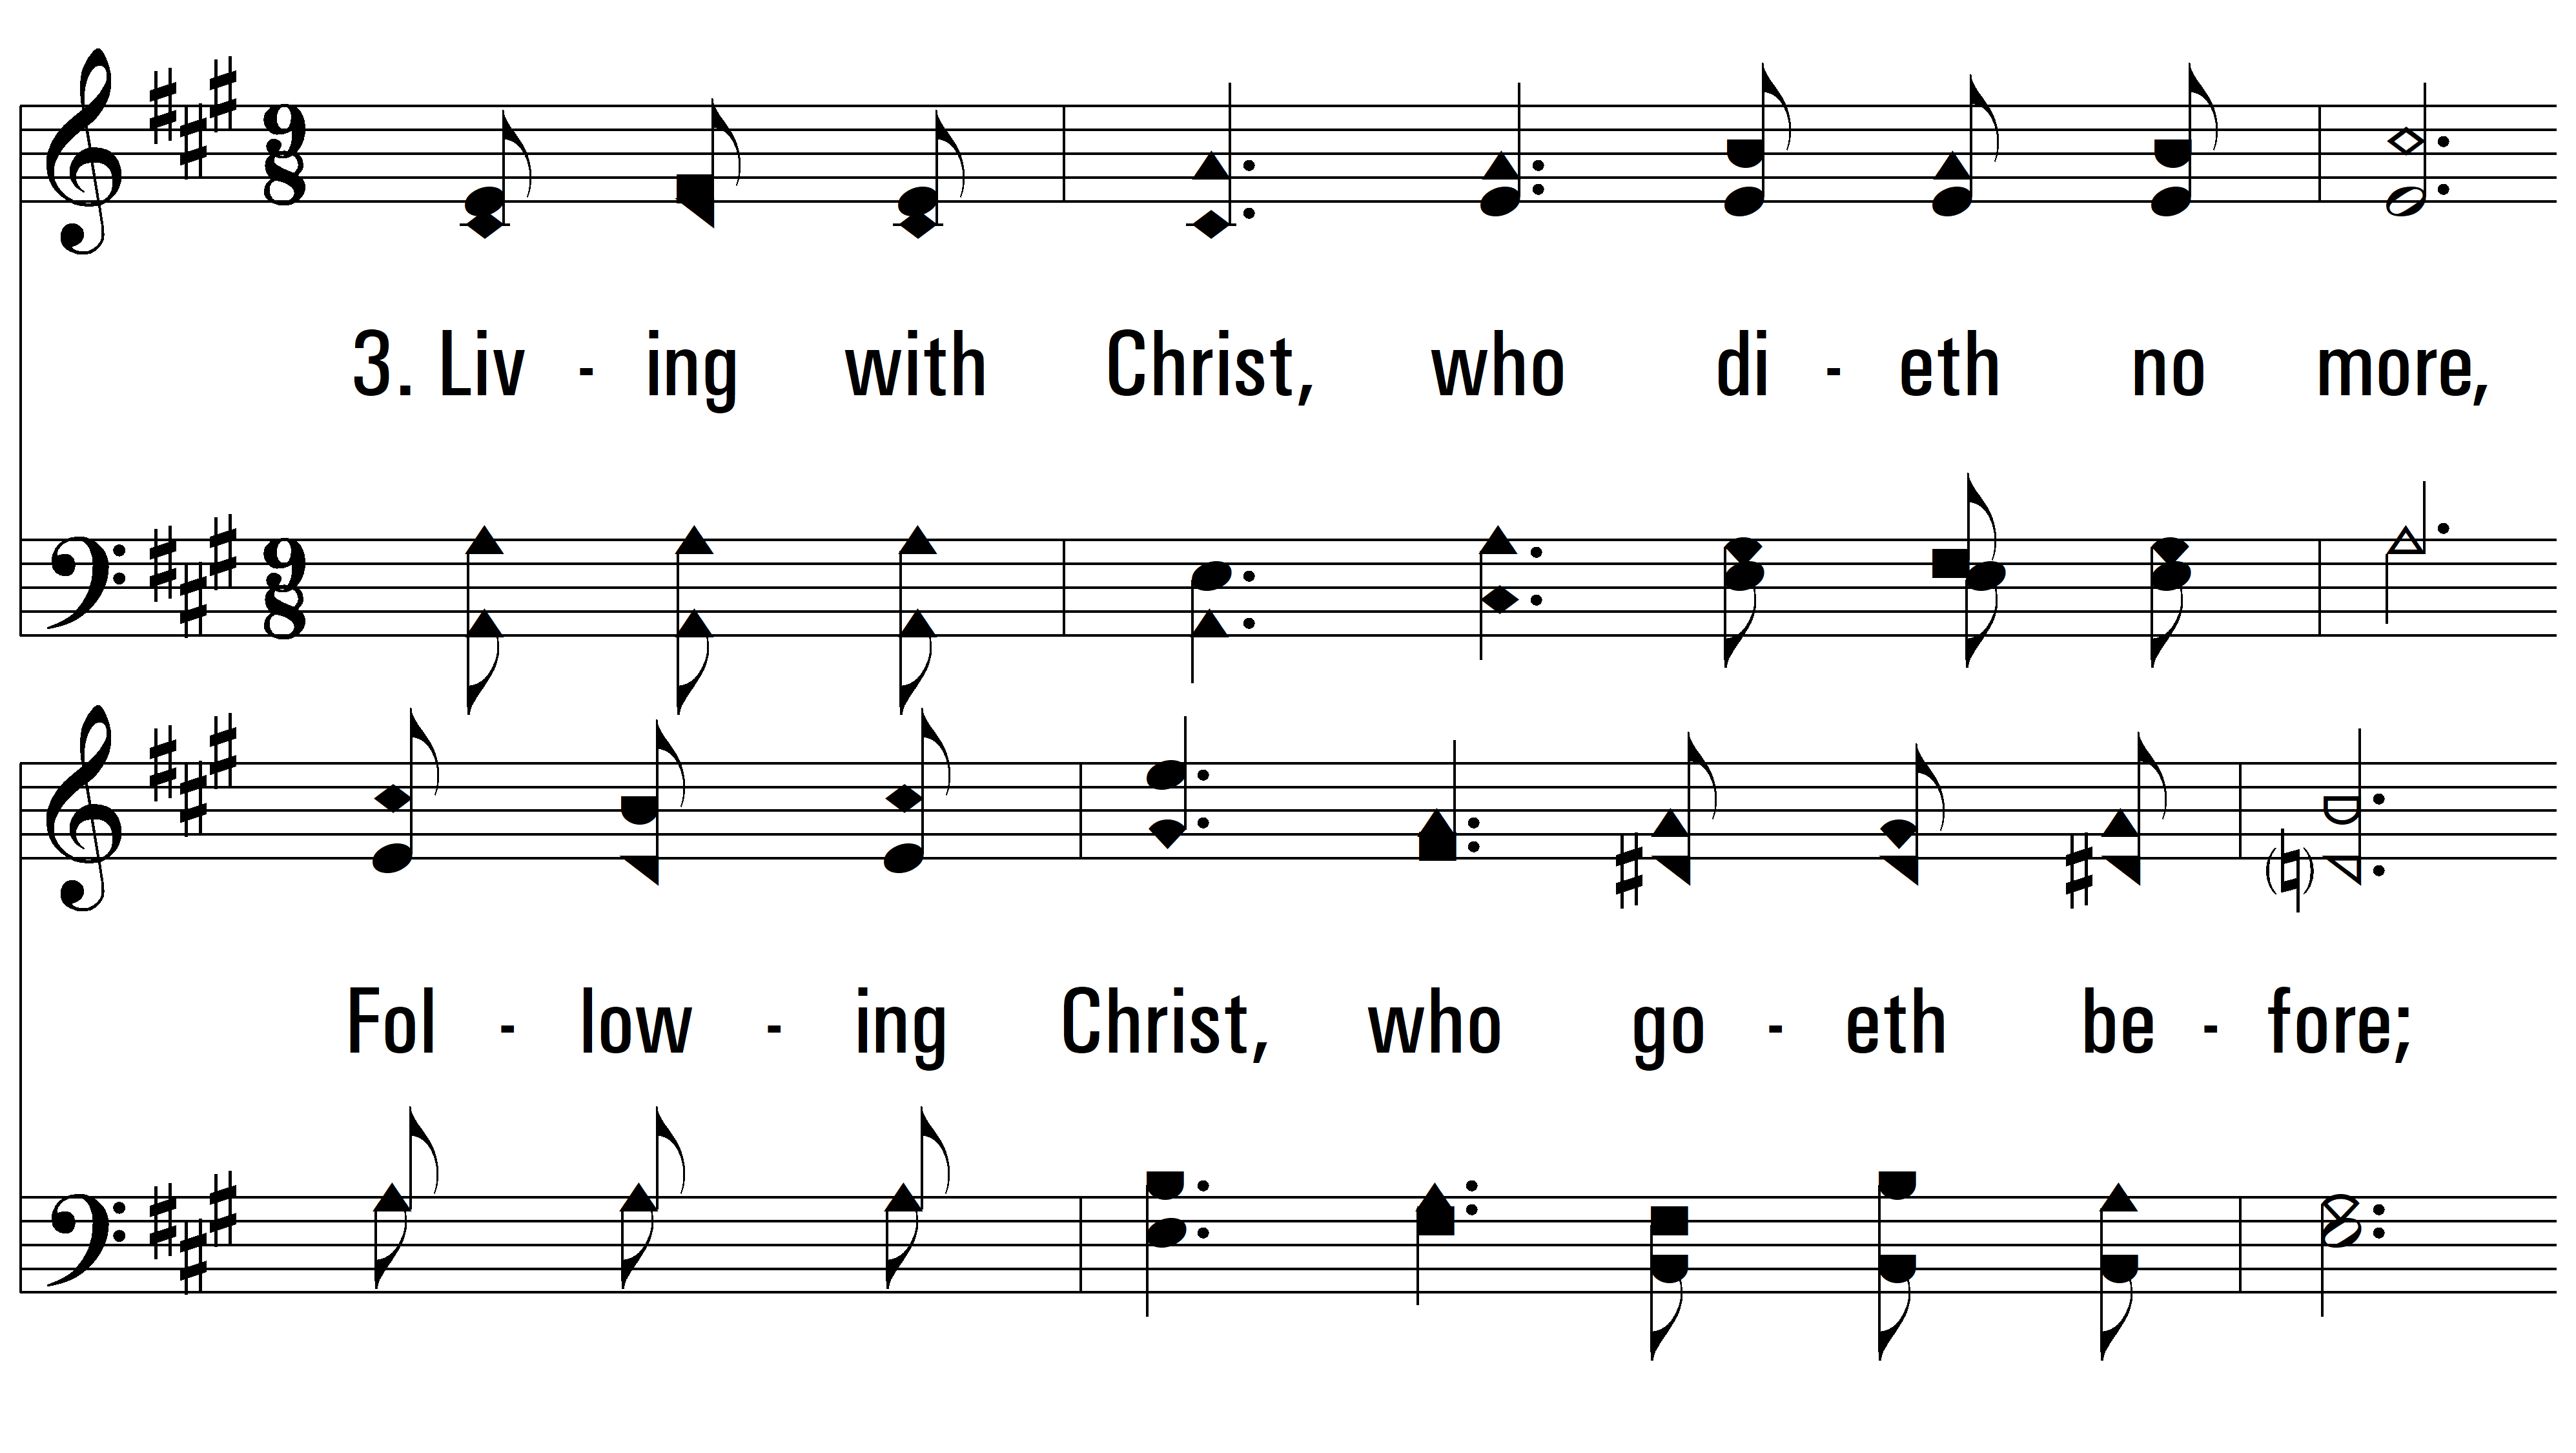 3. Liv - ing with Christ, who di - eth no more,
Fol - low - ing Christ, who go - eth be - fore;